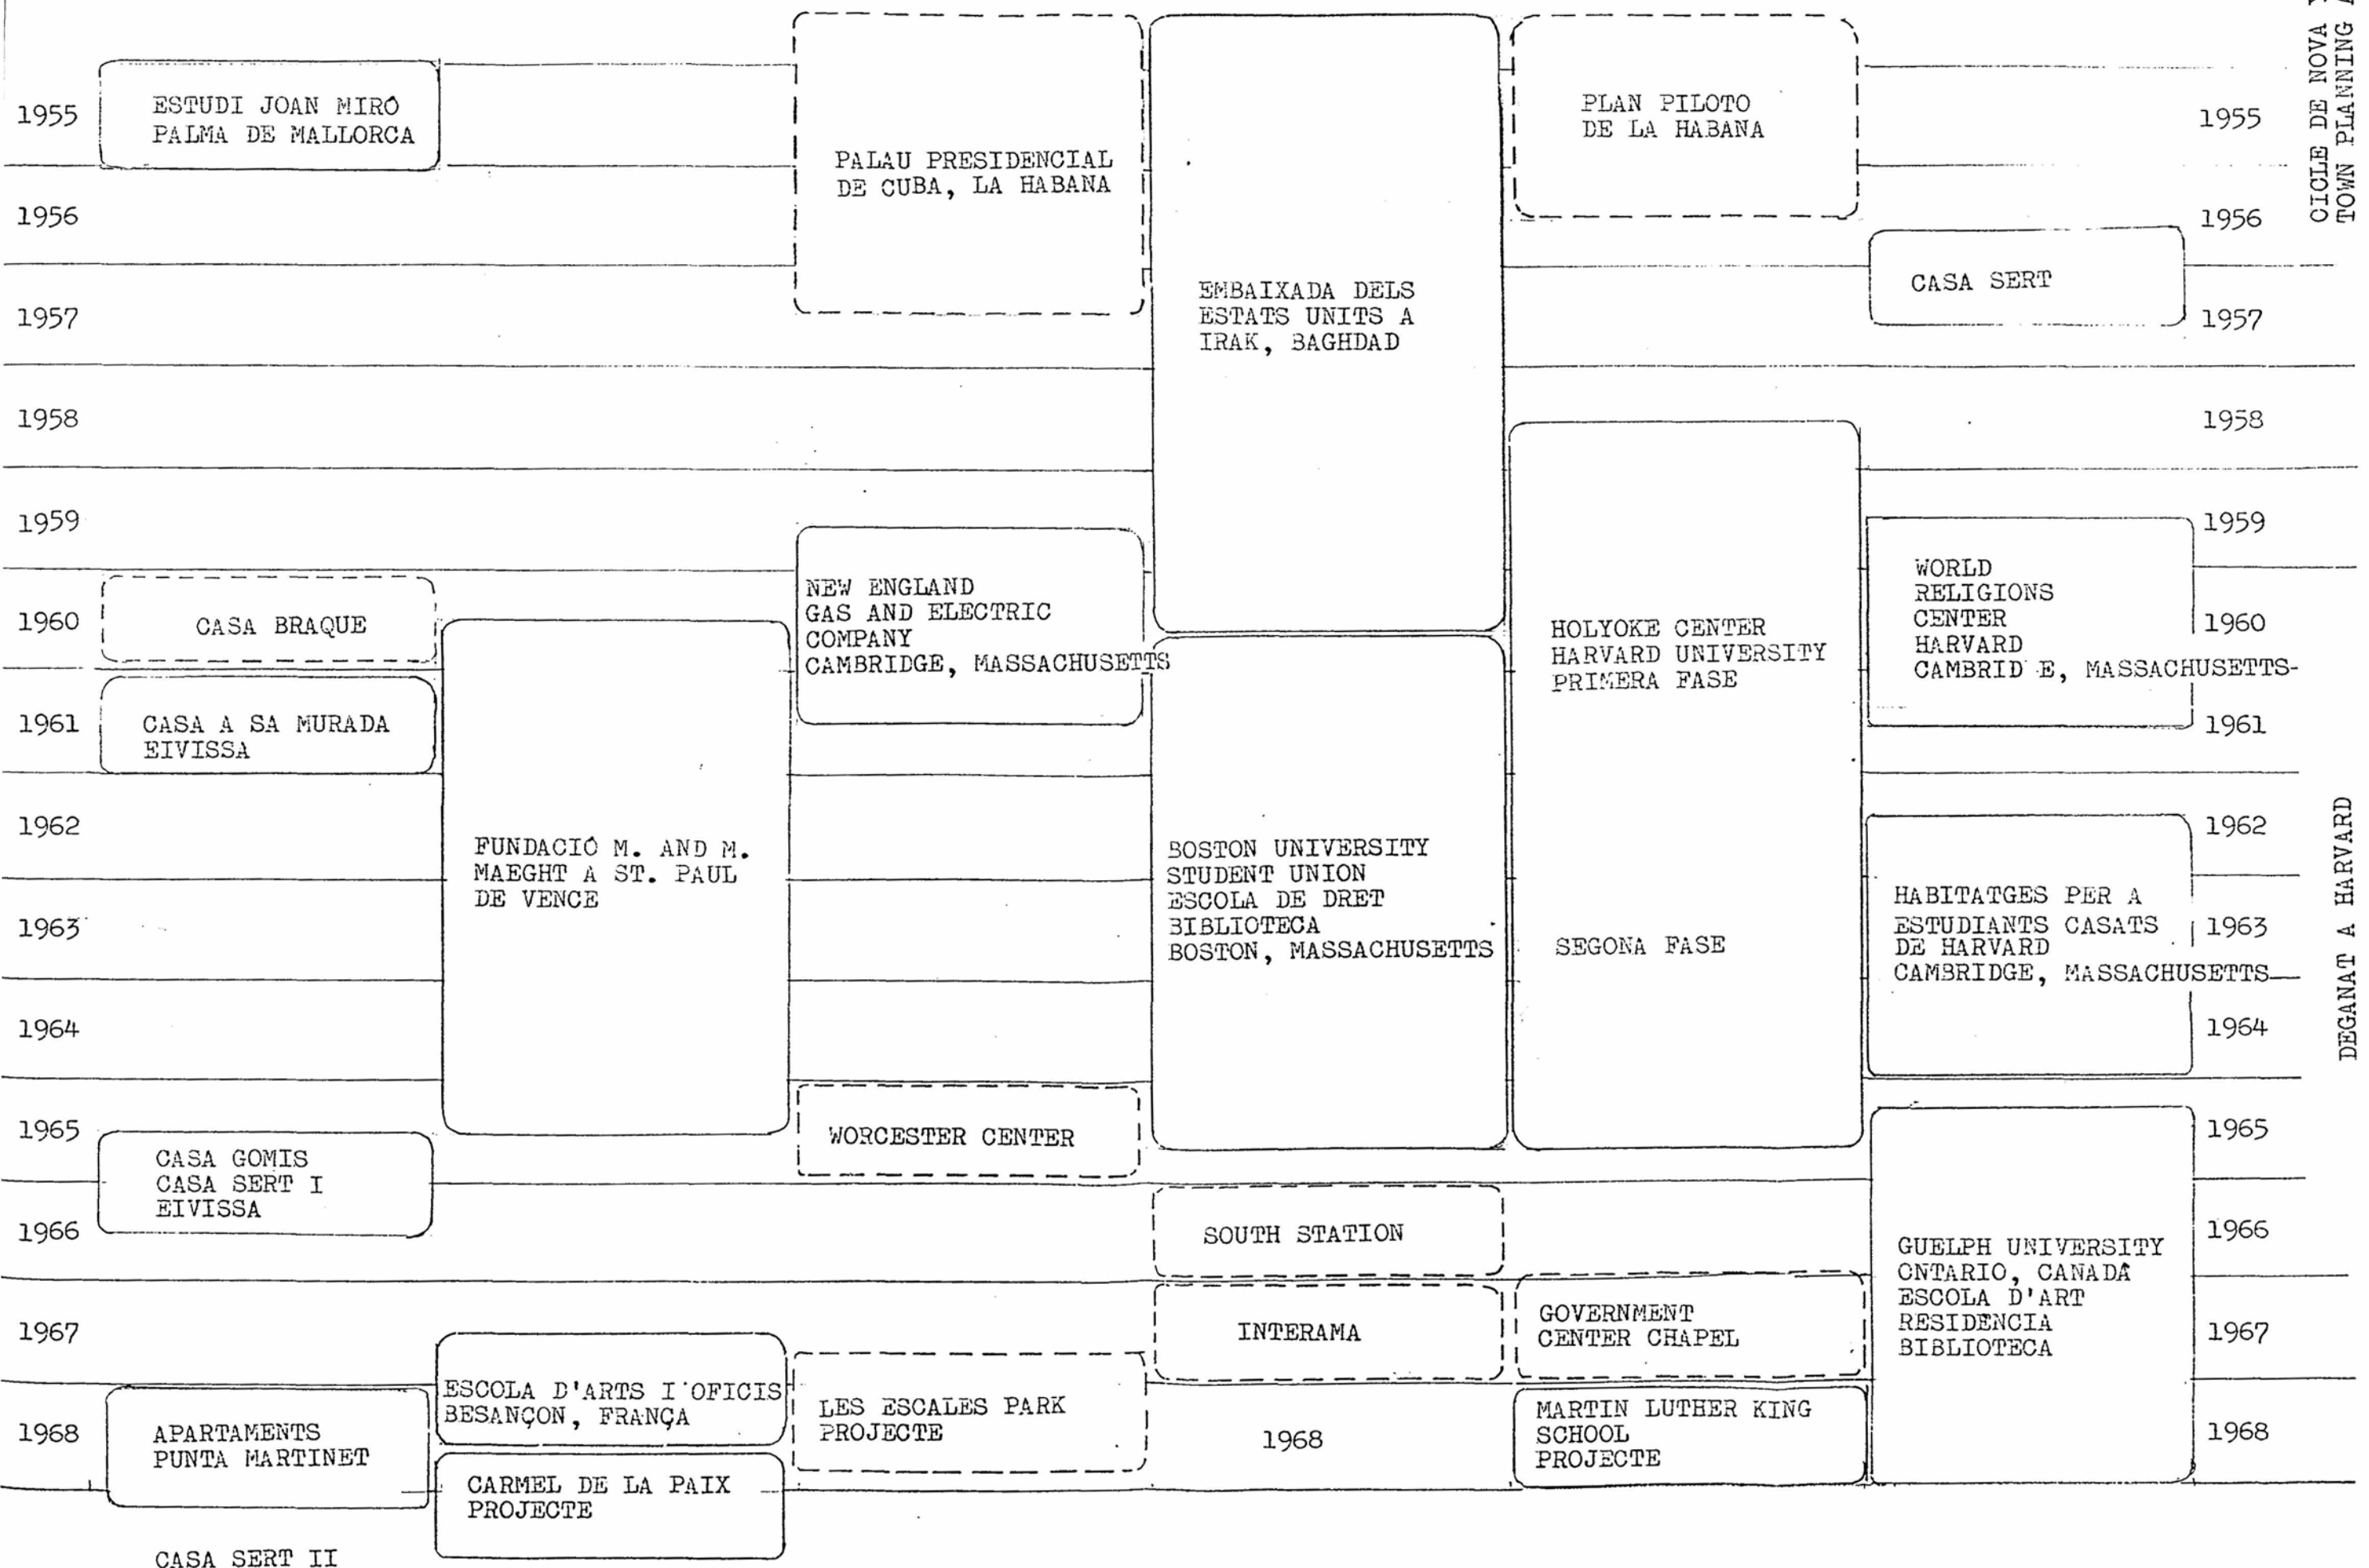 1955
ESTUDI JOAN MIRÓ
PALMA DE MALLORCA
PALAU PRESIDENCIAL
DE CUBA, LA HABANA
PLAN PILOTO
DE LA HABANA
1955
CICLE DE NOVA
TOWN PLANNING
1956
1956
EMBAIXADA DELS
ESTATS UNITS A
IRAK, BAGHDAD
CASA SERT
1957
1957
1958
1958
1959
1959
NEW ENGLAND
GAS AND ELECTRIC
COMPANY
CAMBRIDGE, MASSACHUSETTS
WORLD
RELIGIONS
CENTER
HARVARD
CAMBRID E, MASSACHUSETTS-
1960
CASA BRAQUE
HOLYOKE CENTER
HARVARD UNIVERSITY
PRIMERA FASE
1960
1961
CASA A SA MURADA
EIVISSA
1961
1962
1962
FUNDACIÓ M. AND M.
MAEGHT A ST. PAUL
DE VENCE
BOSTON UNIVERSITY
STUDENT UNION
ESCOLA DE DRET
BIBLIOTECA
BOSTON, MASSACHUSETTS
SEGONA FASE
HABITATGES PER A
ESTUDIANTS CASATS
DE HARVARD
CAMBRIDGE, MASSACHUSETTS
DEGANAT A HARVARD
1963
1963
1964
1964
1965
WORCESTER CENTER
1965
CASA GOMIS
CASA SERT I
EIVISSA
1966
SOUTH STATION
1966
GUELPH UNIVERSITY
ONTARIO, CANADÁ
ESCOLA D'ART
RESIDENCIA
BIBLIOTECA
1967
INTERAMA
GOVERNMENT
CENTER CHAPEL
1967
ESCOLA D'ARTS I OFICIS
BESANÇON, FRANÇA
LES ESCALES PARK
PROJECTE
MARTIN LUTHER KING
SCHOOL
PROJECTE
1968
APARTAMENTS
PUNTA MARTINET
1968
1968
CARMEL DE LA PAIX
PROJECTE
CASA SERT II